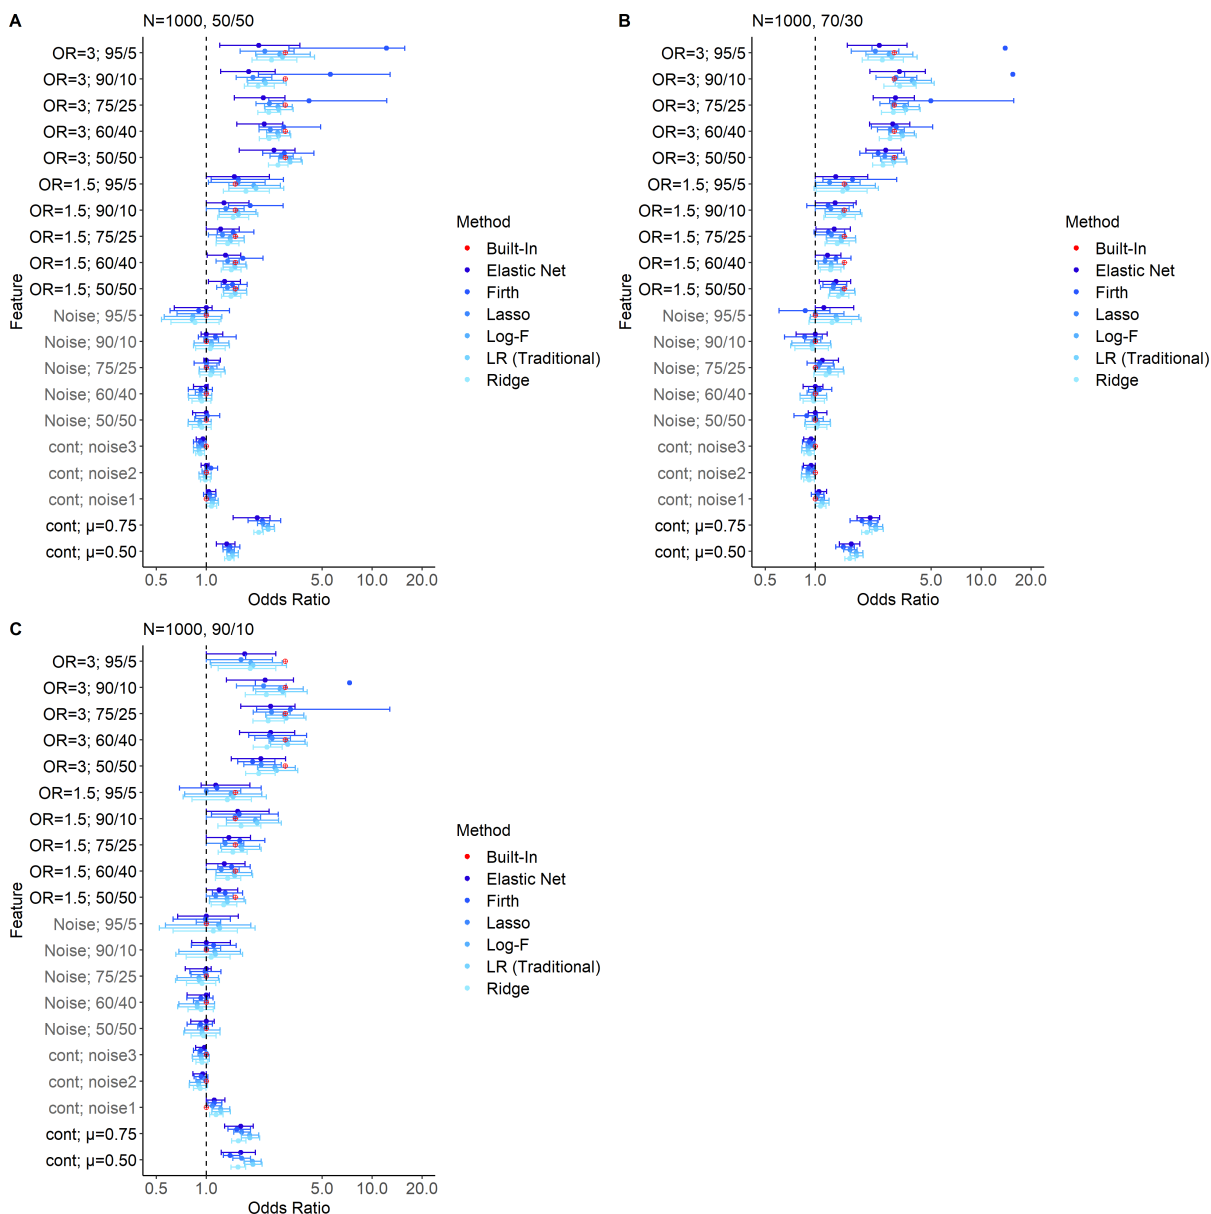 A
N=1000, 50/50
Feature
OR=3; 95/5
OR=3; 90/10
OR=3; 75/25
OR=3; 60/40
OR=3; 50/50
OR=1.5; 95/5
OR=1.5; 90/10
OR=1.5; 75/25
OR=1.5; 60/40
OR=1.5; 50/50
Noise; 95/5
Noise; 90/10
Noise; 75/25
Noise; 60/40
Noise; 50/50
cont; noise3
cont; noise2
cont; noise1
cont; μ=0.75
cont; μ=0.50
0.5 1.0 5.0 10.0 20.0
Odds Ratio
Method
Built-In
Elastic Net
Firth
Lasso
Log-F
LR (Traditional)
Ridge
B
N=1000, 70/30
Feature
OR=3; 95/5
OR=3; 90/10
OR=3; 75/25
OR=3; 60/40
OR=3; 50/50
OR=1.5; 95/5
OR=1.5; 90/10
OR=1.5; 75/25
OR=1.5; 60/40
OR=1.5; 50/50
Noise; 95/5
Noise; 90/10
Noise; 75/25
Noise; 60/40
Noise; 50/50
cont; noise3
cont; noise2
cont; noise1
cont; μ=0.75
cont; μ=0.50
0.5 1.0 5.0 10.0 20.0
Odds Ratio
Method
Built-In
Elastic Net
Firth
Lasso
Log-F
LR (Traditional)
Ridge
C
N=1000, 90/10
Feature
OR=3; 95/5
OR=3; 90/10
OR=3; 75/25
OR=3; 60/40
OR=3; 50/50
OR=1.5; 95/5
OR=1.5; 90/10
OR=1.5; 75/25
OR=1.5; 60/40
OR=1.5; 50/50
Noise; 95/5
Noise; 90/10
Noise; 75/25
Noise; 60/40
Noise; 50/50
cont; noise3
cont; noise2
cont; noise1
cont; μ=0.75
cont; μ=0.50
0.5 1.0 5.0 10.0 20.0
Odds Ratio
Method
Built-In
Elastic Net
Firth
Lasso
Log-F
LR (Traditional)
Ridge